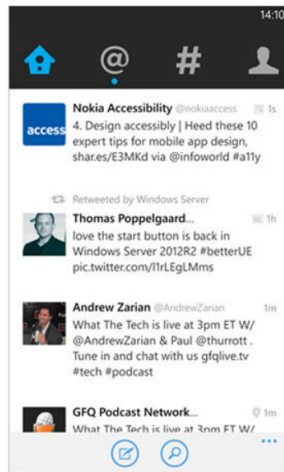 14:10
@ #
access
Nokia Accessibility @nokiaaccess 1s
4. Design accessibly | Heed these 10
expert tips for mobile app design,
shar.es/E3MKd via @infoworld #a11y
Retweeted by Windows Server
Thomas Poppelgaard... 1h
love the start button is back in
Windows Server 2012R2 #betterUE
pic.twitter.com/l1rLEgLMms
Andrew Zarian @AndrewZarian 1m
What The Tech is live at 3pm ET W/
@AndrewZarian & Paul @thurrott .
Tune in and chat with us gfqlive.tv
#tech #podcast
GFQ Podcast Network... 1m
What The Tech is live at 3pm ET W/
...